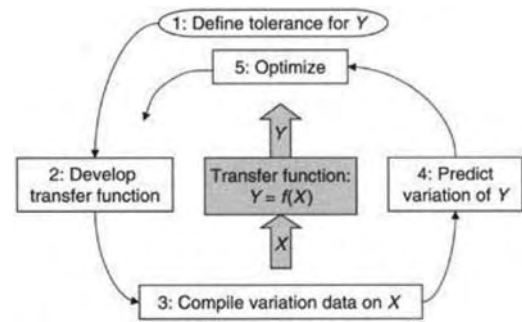 1: Define tolerance for Y
5: Optimize
Y
2: Develop
transfer function
Transfer function:
Y = f(X)
4: Predict
variation of Y
X
3: Compile variation data on X